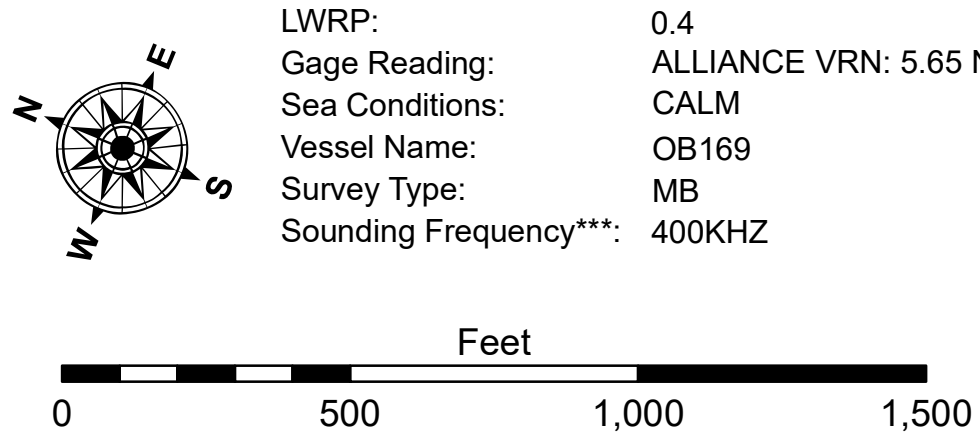 N E S W
LWRP: 0.4
Gage Reading: ALLIANCE VRN: 5.65
Sea Conditions: CALM
Vessel Name: OB169
Survey Type: MB
Sounding Frequency***: 400KHZ
Feet
0 500 1,000 1,500